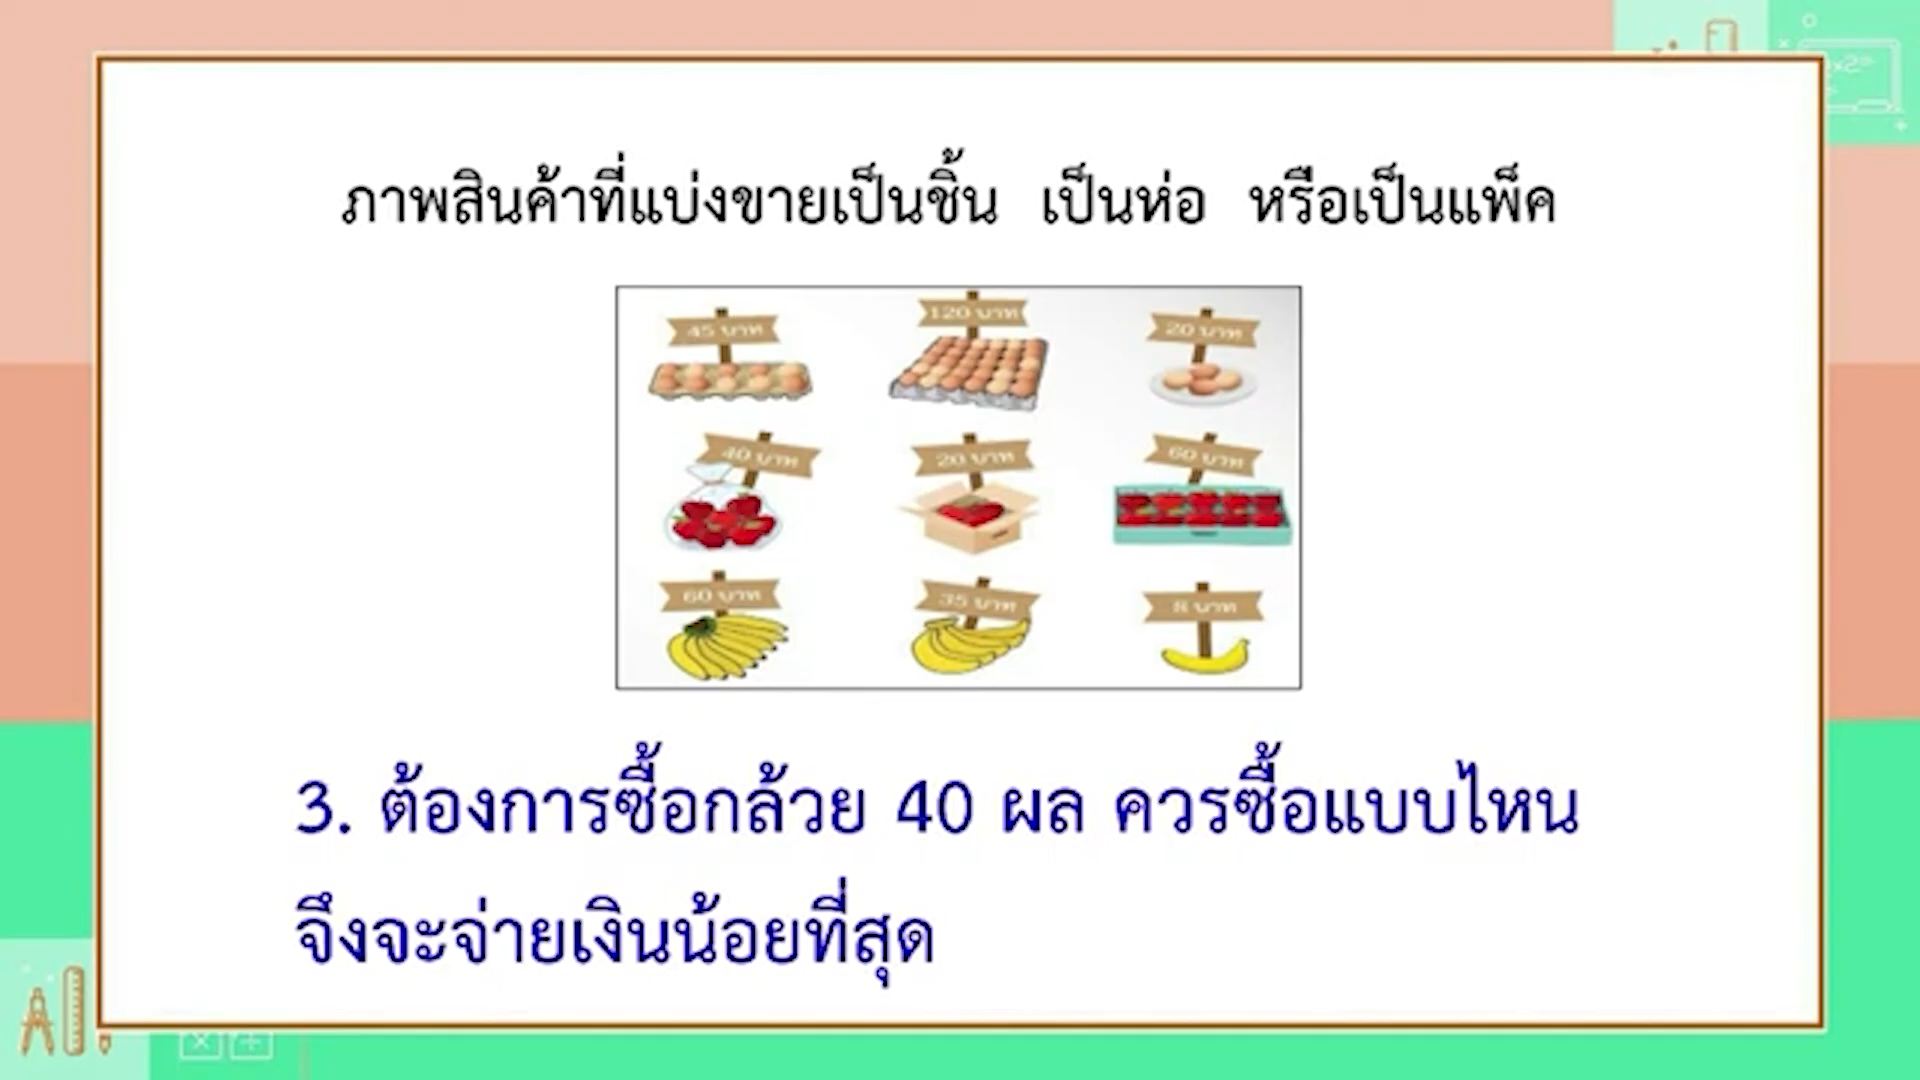 ภาพสินค้าที่แบ่งขายเป็นชิ้น เป็นห่อ หรือเป็นแพ็ค
45 บาท
120 บาท
20 บาท
40 บาท
20 บาท
60 บาท
60 บาท
35 บาท
8 บาท
3. ต้องการซื้อกล้วย 40 ผล ควรซื้อแบบไหน
จึงจะจ่ายเงินน้อยที่สุด